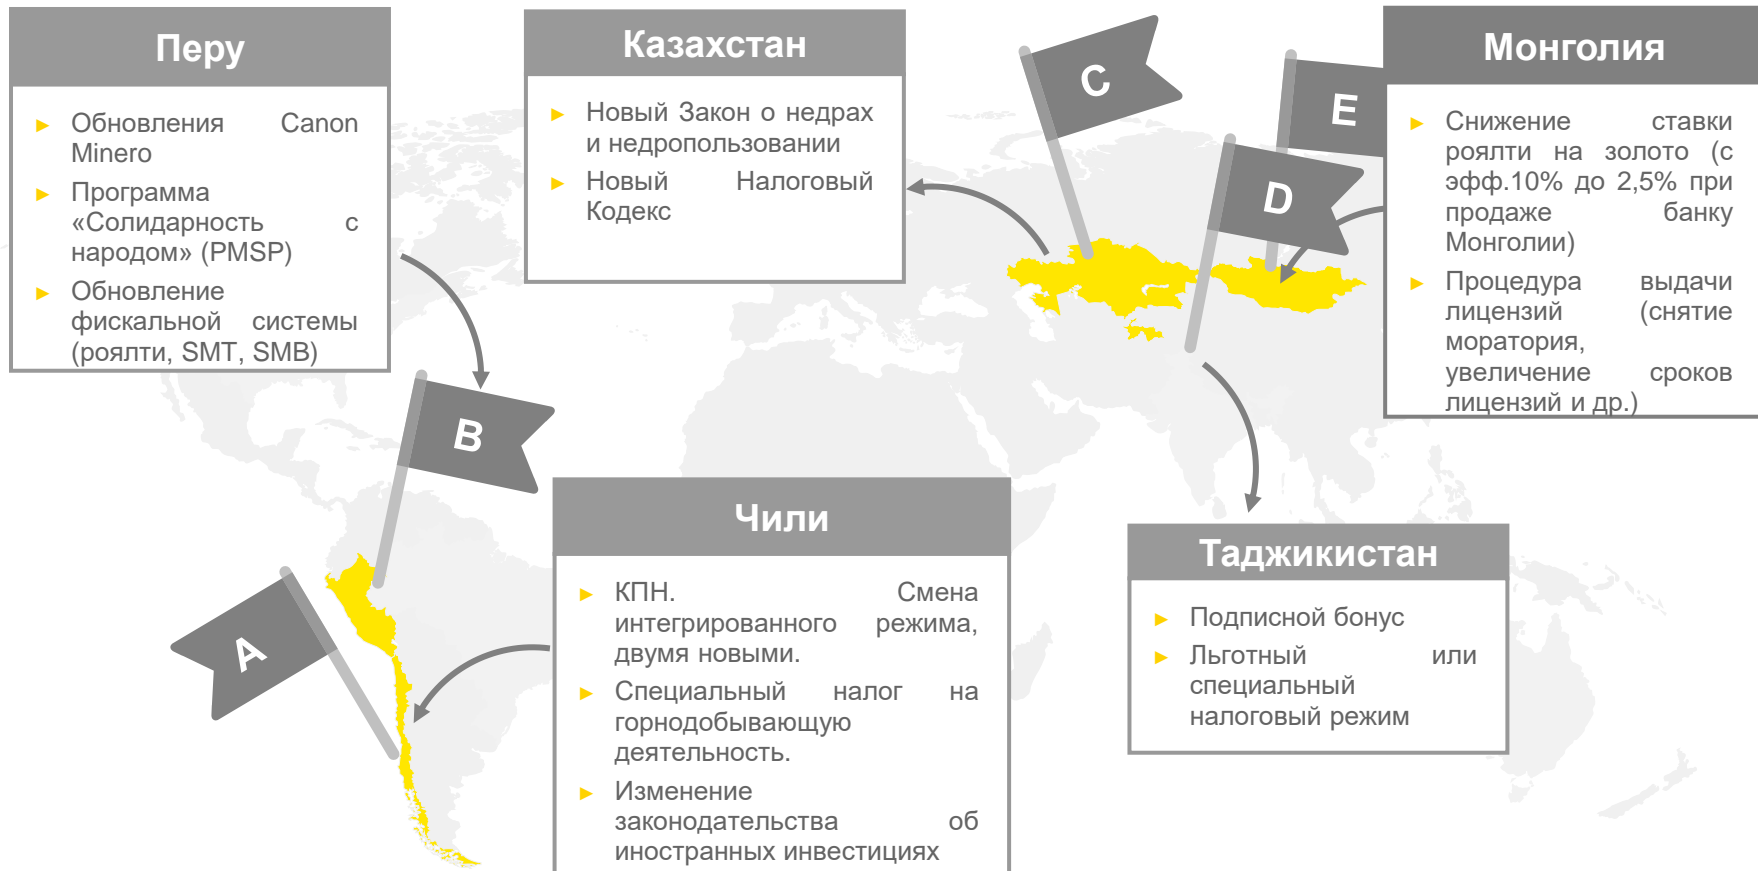 Перу
► Обновления Canon
Minero
► Программа
«Солидарность с
народом» (PMSP)
► Обновление
фискальной системы
(роялти, SMT, SMB)
Казахстан
► Новый Закон о недрах
и недропользовании
► Новый Налоговый
Кодекс
C
E
D
Монголия
► Снижение ставки
роялти на золото (с
эфф.10% до 2,5% при
продаже банку
Монголии)
► Процедура выдачи
лицензий (снятие
моратория,
увеличение сроков
лицензий и др.)
B
A
Чили
► КПН. Смена
интегрированного режима,
двумя новыми.
► Специальный налог на
горнодобывающую
деятельность.
► Изменение
законодательства об
иностранных инвестициях
Таджикистан
► Подписной бонус
► Льготный или
специальный
налоговый режим